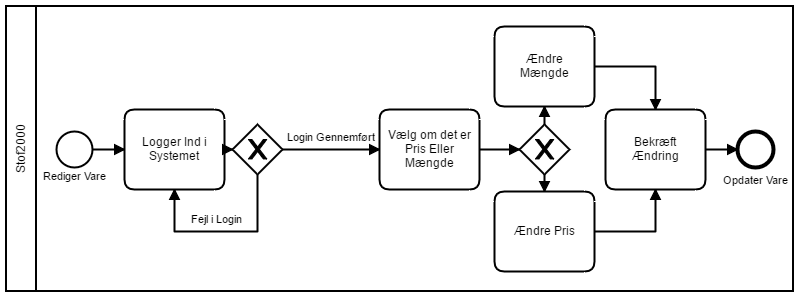 Stof2000
Rediger Vare
Logger Ind i
Systemet
X
Fejl i Login
Login Gennemført
Vælg om det er
Pris Eller
Mængde
X
Ændre
Mængde
Ændre Pris
Bekræft
Ændring
Opdater Vare